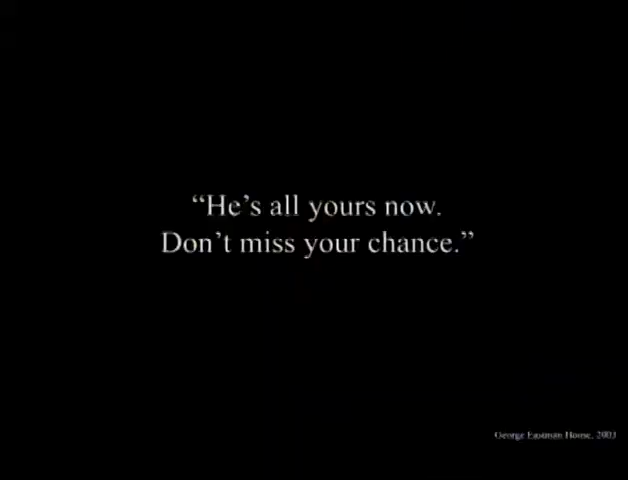 “He’s all yours now.
Don’t miss your chance.”
George Eastman House, 2003